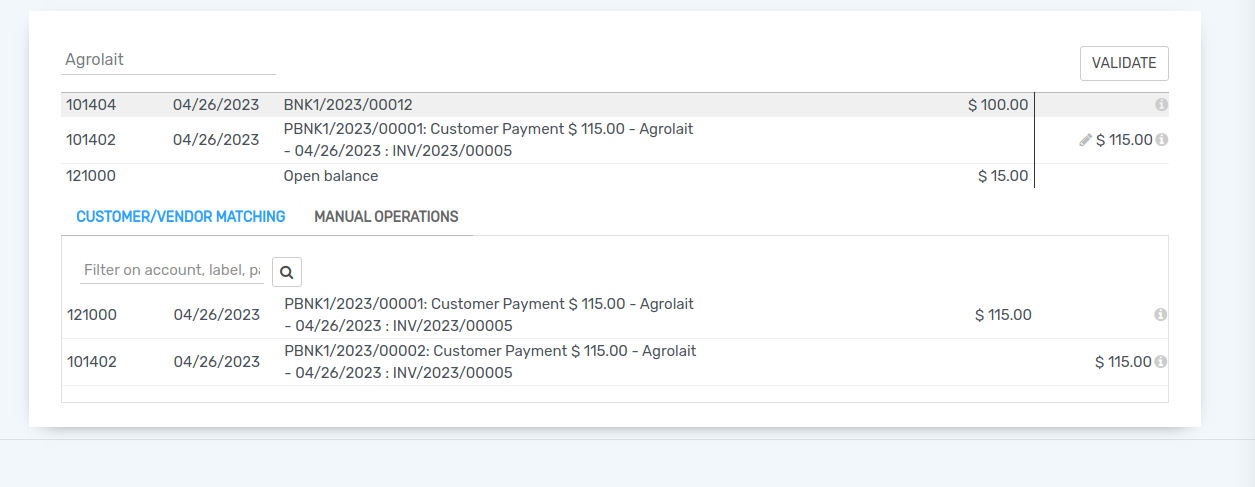 Agrolait
VALIDATE
101404 04/26/2023 BNK1/2023/00012 $ 100.00
101402 04/26/2023 PBNK1/2023/00001: Customer Payment $ 115.00 - Agrolait
- 04/26/2023 : INV/2023/00005 $ 115.00
121000 Open balance $ 15.00
CUSTOMER/VENDOR MATCHING MANUAL OPERATIONS
Filter on account, label, pa
121000 04/26/2023 PBNK1/2023/00001: Customer Payment $ 115.00 - Agrolait
- 04/26/2023 : INV/2023/00005 $ 115.00
101402 04/26/2023 PBNK1/2023/00002: Customer Payment $ 115.00 - Agrolait
- 04/26/2023 : INV/2023/00005 $ 115.00